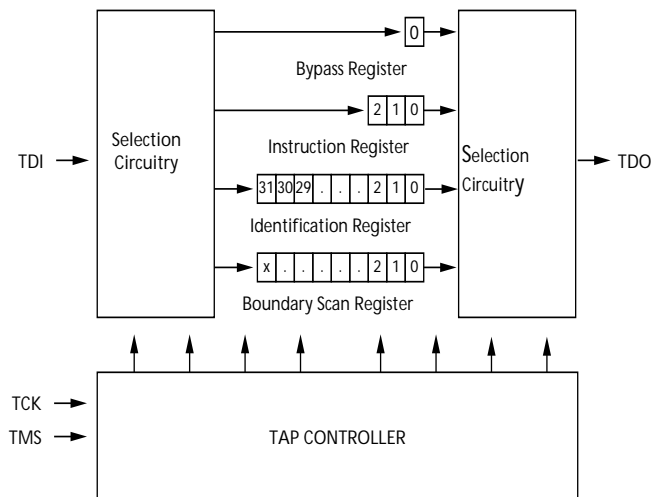 0
Bypass Register
2 1 0
Instruction Register
Selection
Circuitry
Selection
Circuitry
TDI
TDO
31 30 29 . . . 2 1 0
Identification Register
x . . . . . 2 1 0
Boundary Scan Register
TCK
TMS
TAP CONTROLLER